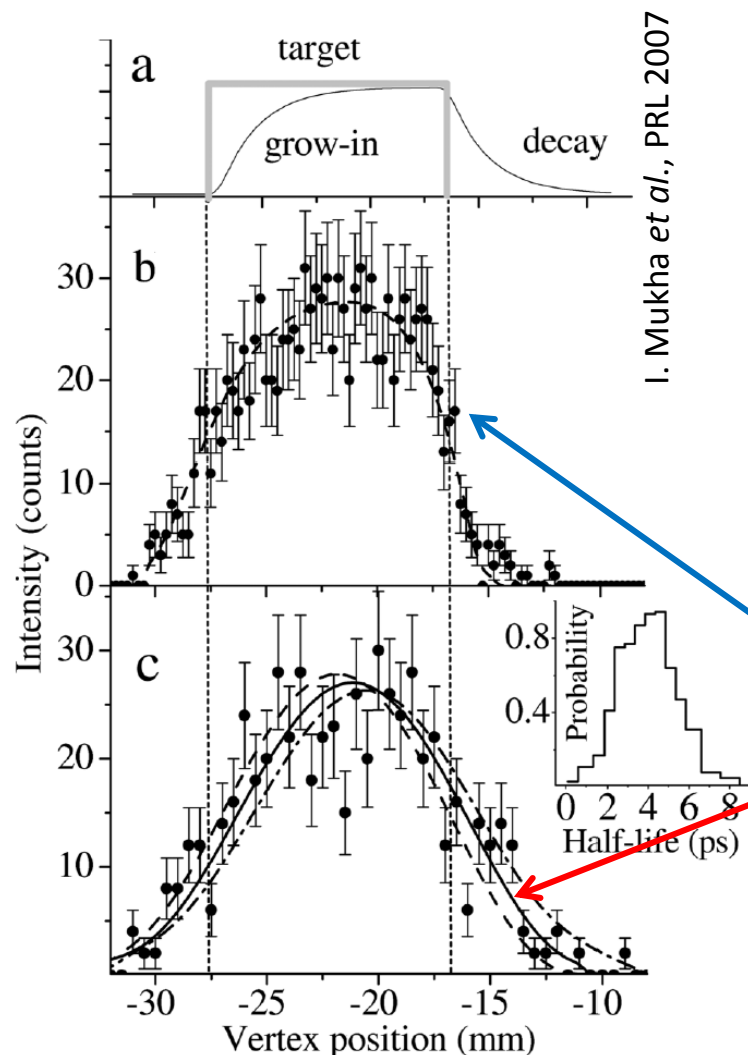 a
target
grow-in
decay
I. Mukha et al., PRL 2007
b
30
20
10
0
Intensity (counts)
c
30
20
10
0.8
0.4
Probability
0 2 4 6 8
Half-life (ps)
-30 -25 -20 -15 -10
Vertex position (mm)